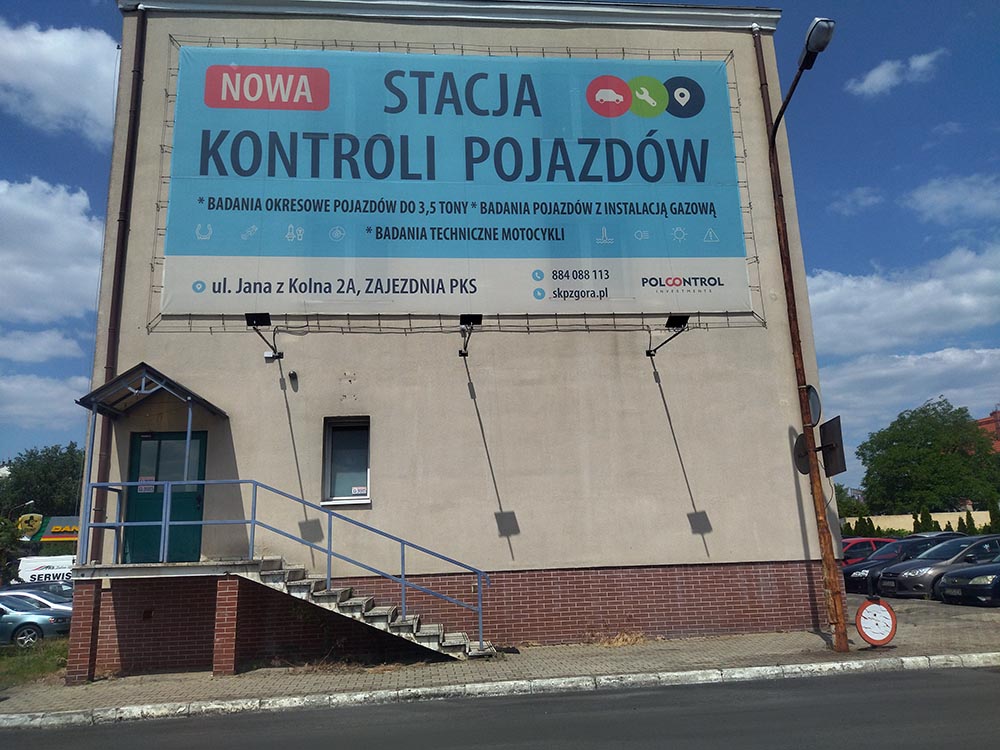 NOWA STACJA
KONTROLI POJAZDÓW
* BADANIA OKRESOWE POJAZDÓW DO 3,5 TONY * BADANIA POJAZDÓW Z INSTALACJĄ GAZOWĄ
* BADANIA TECHNICZNE MOTOCYKLI
ul. Jana z Kolna 2A, ZAJEZDNIA PKS
884 088 113
skpzgora.pl
POLCONTROL
INVESTMENTS
SERWIS